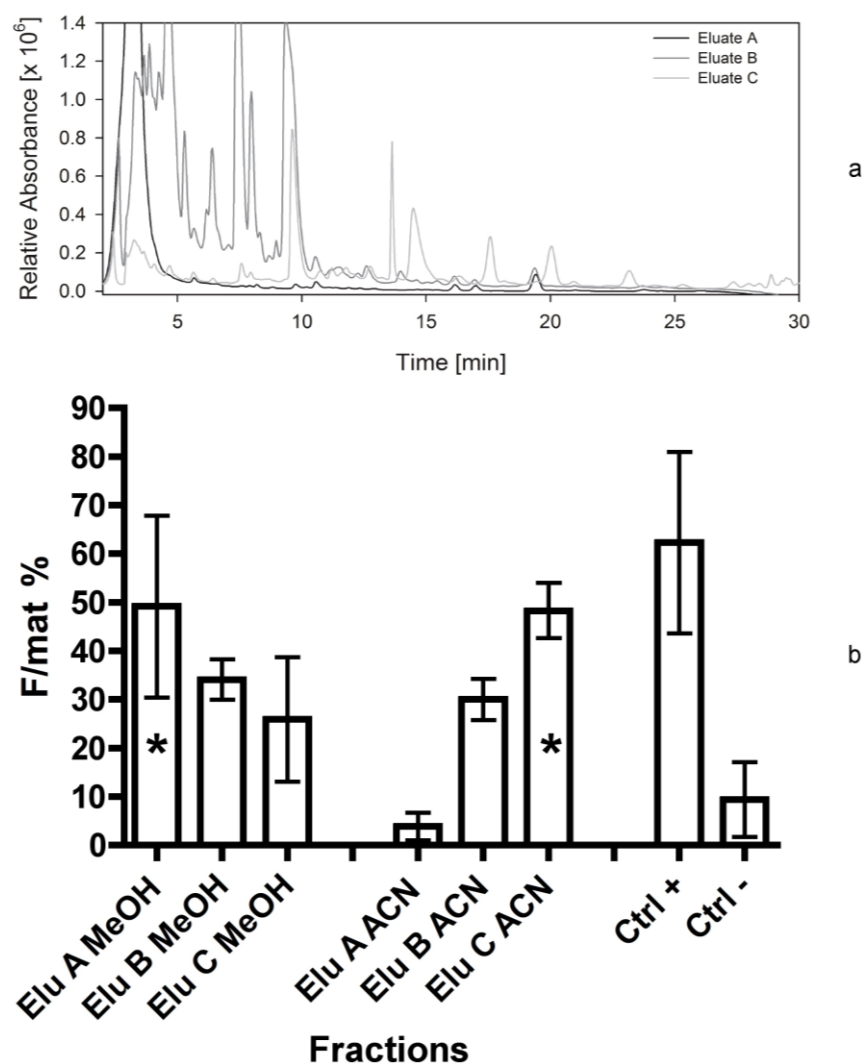 Relative Absorbance [x 10⁶]
1.4
1.2
1.0
0.8
0.6
0.4
0.2
0.0
Eluate A
Eluate B
Eluate C
a
5 10 15 20 25 30
Time [min]
F/mat %
90
80
70
60
50
40
30
20
10
0
*
*
b
Elu A MeOH
Elu B MeOH
Elu C MeOH
Elu A ACN
Elu B ACN
Elu C ACN
Ctrl +
Ctrl -
Fractions